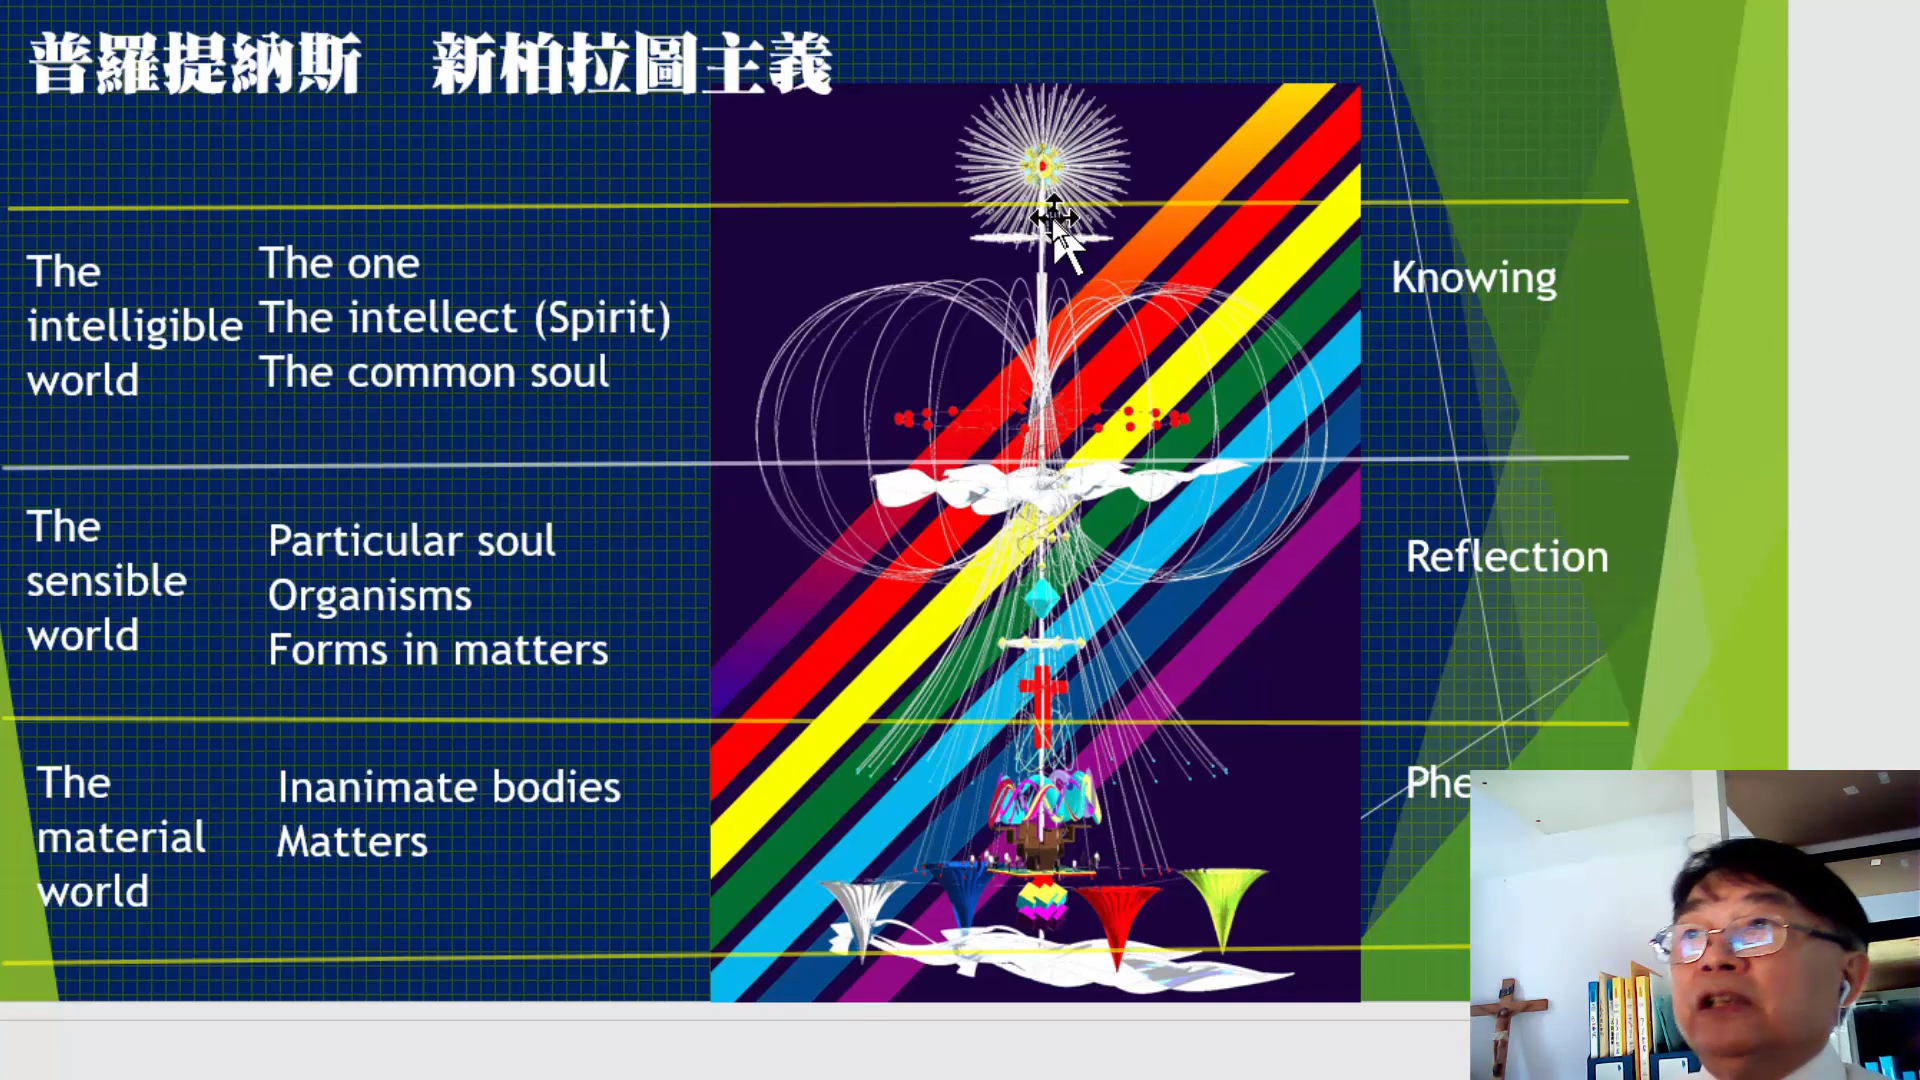 普羅提納斯 新柏拉圖主義
The
intelligible
world
The one
The intellect (Spirit)
The common soul
Knowing
The
sensible
world
Particular soul
Organisms
Forms in matters
Reflection
The
material
world
Inanimate bodies
Matters
Phe